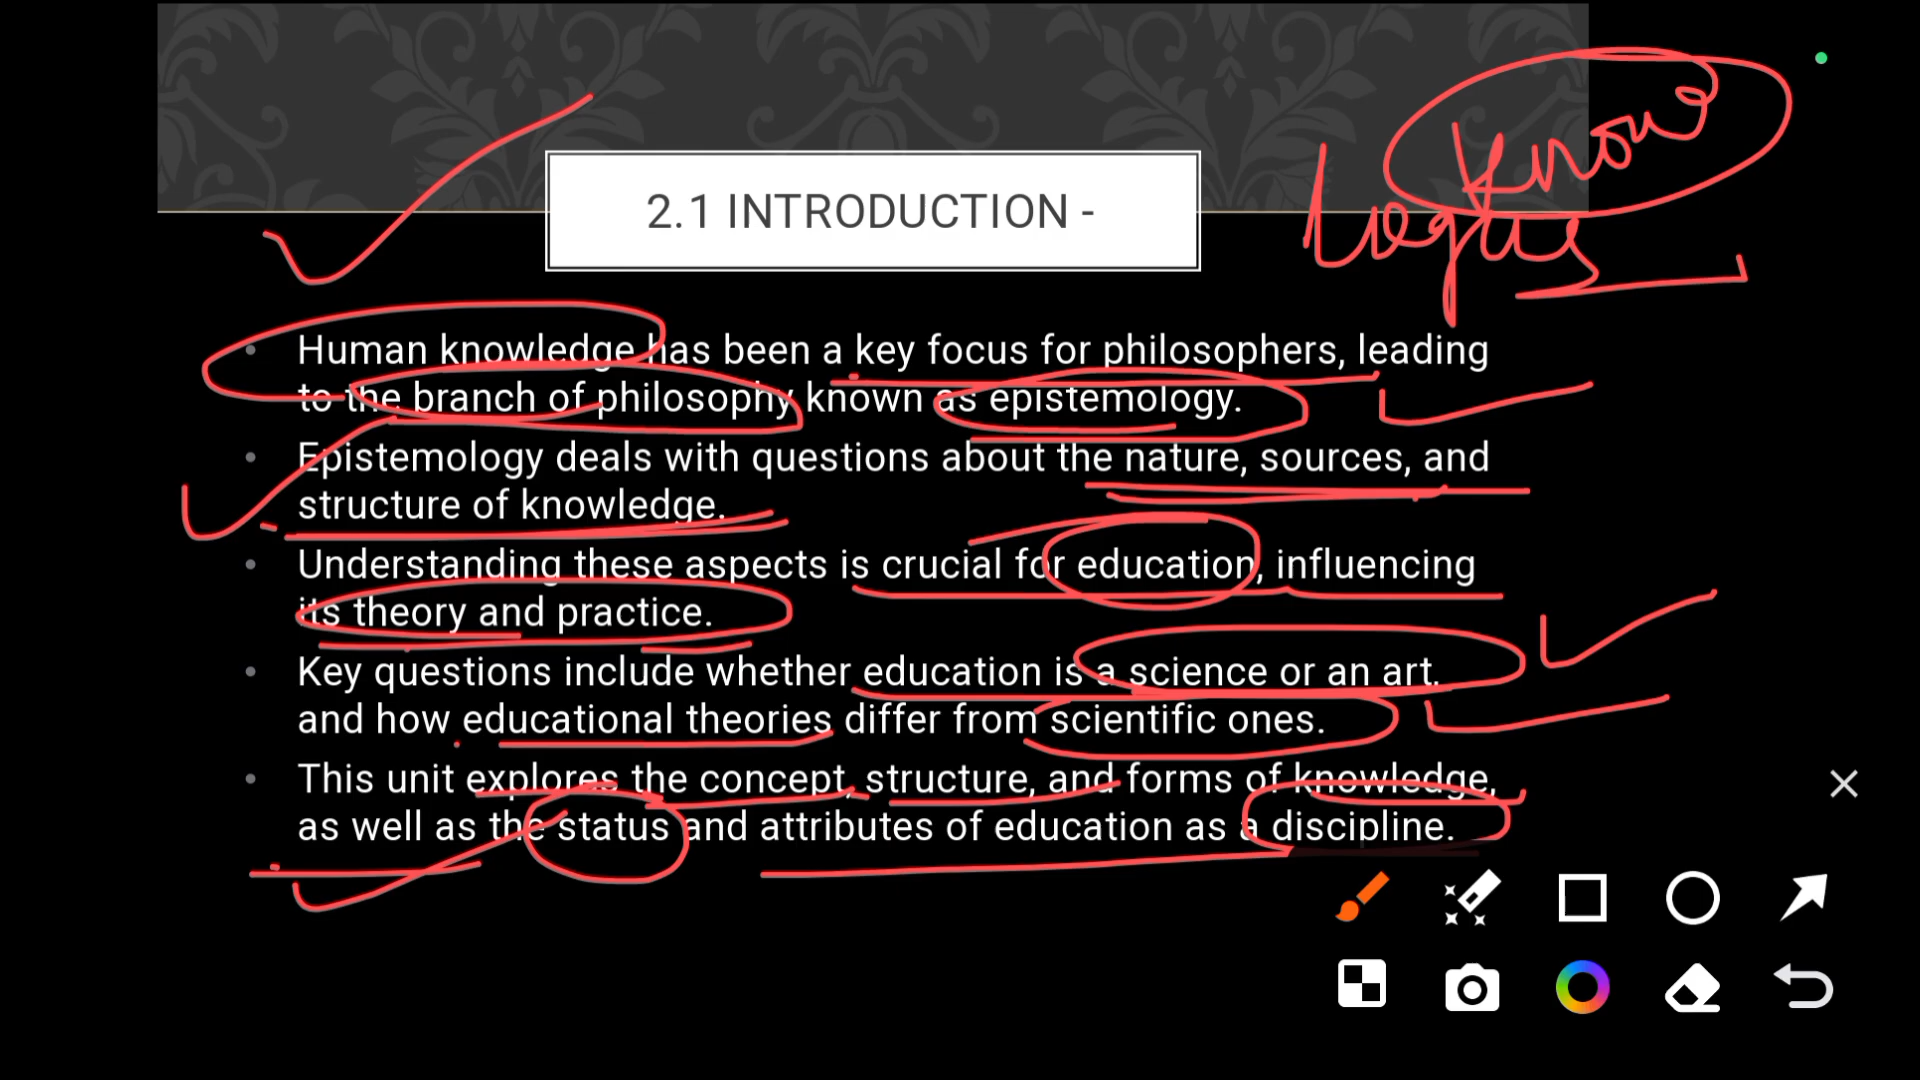 know
logus
2.1 INTRODUCTION -
• Human knowledge has been a key focus for philosophers, leading
to the branch of philosophy known as epistemology.
• Epistemology deals with questions about the nature, sources, and
structure of knowledge.
• Understanding these aspects is crucial for education, influencing
its theory and practice.
• Key questions include whether education is a science or an art.
and how educational theories differ from scientific ones.
• This unit explores the concept, structure, and forms of knowledge,
as well as the status and attributes of education as a discipline.